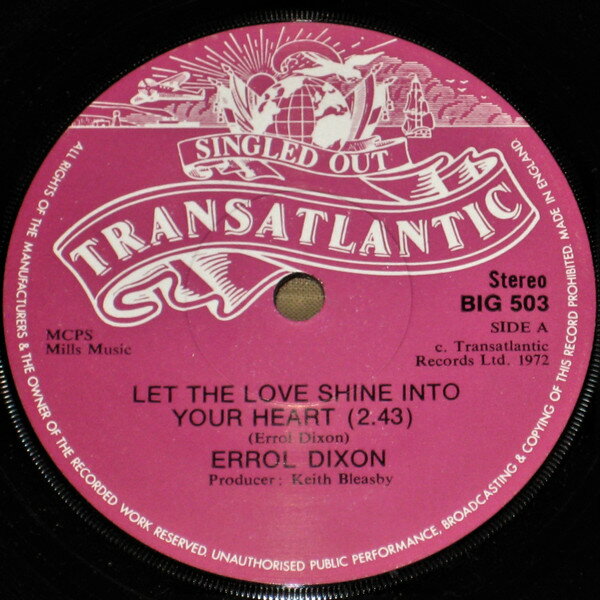 SINGLED OUT
TRANSATLANTIC
Stereo
BIG 503
SIDE A
c. Transatlantic
Records Ltd. 1972
MCPS
Mills Music
LET THE LOVE SHINE INTO
YOUR HEART (2.43)
(Errol Dixon)
ERROL DIXON
Producer: Keith Bleasby
ALL RIGHTS OF THE MANUFACTURERS & THE OWNER OF THE RECORDED WORK RESERVED. UNAUTHORISED PUBLIC PERFORMANCE, BROADCASTING & COPYING OF THIS RECORD PROHIBITED. MADE IN ENGLAND.